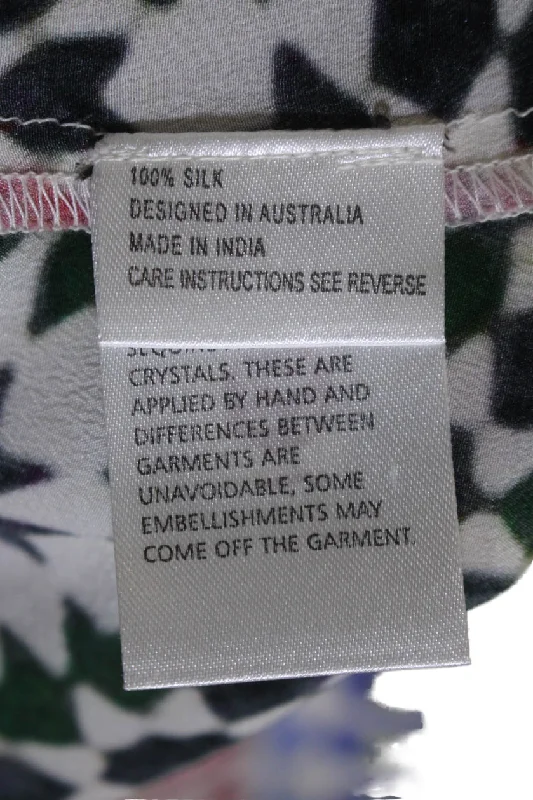 100% SILK
DESIGNED IN AUSTRALIA
MADE IN INDIA
CARE INSTRUCTIONS SEE REVERSE
CRYSTALS. THESE ARE
APPLIED BY HAND AND
DIFFERENCES BETWEEN
GARMENTS ARE
UNAVOIDABLE, SOME
EMBELLISHMENTS MAY
COME OFF THE GARMENT.